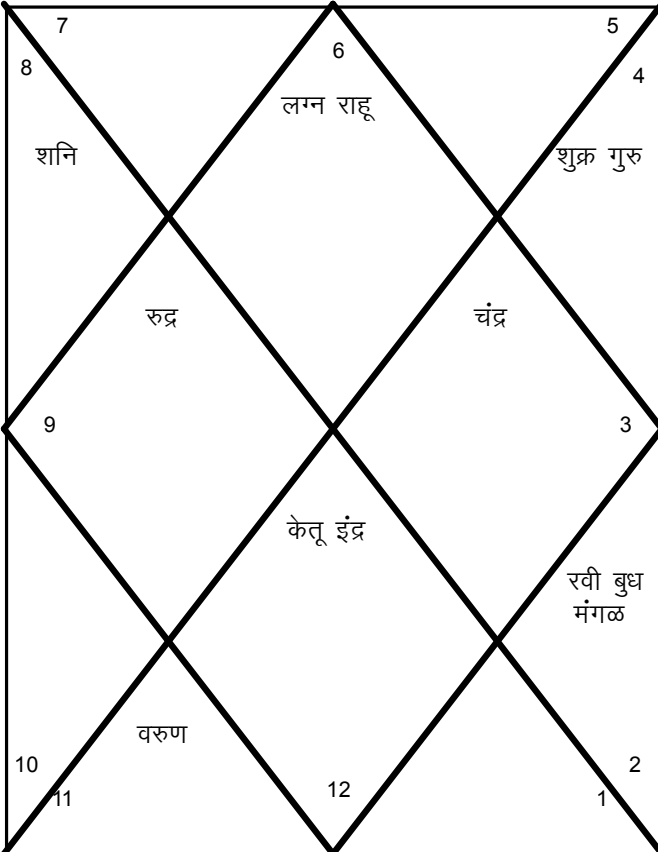 7
5
6
8
4
लग्न राहू
शनि
शुक्र गुरु
रुद्र
चंद्र
9
3
केतू इंद्र
रवी बुध
मंगळ
वरुण
10
2
12
11
1